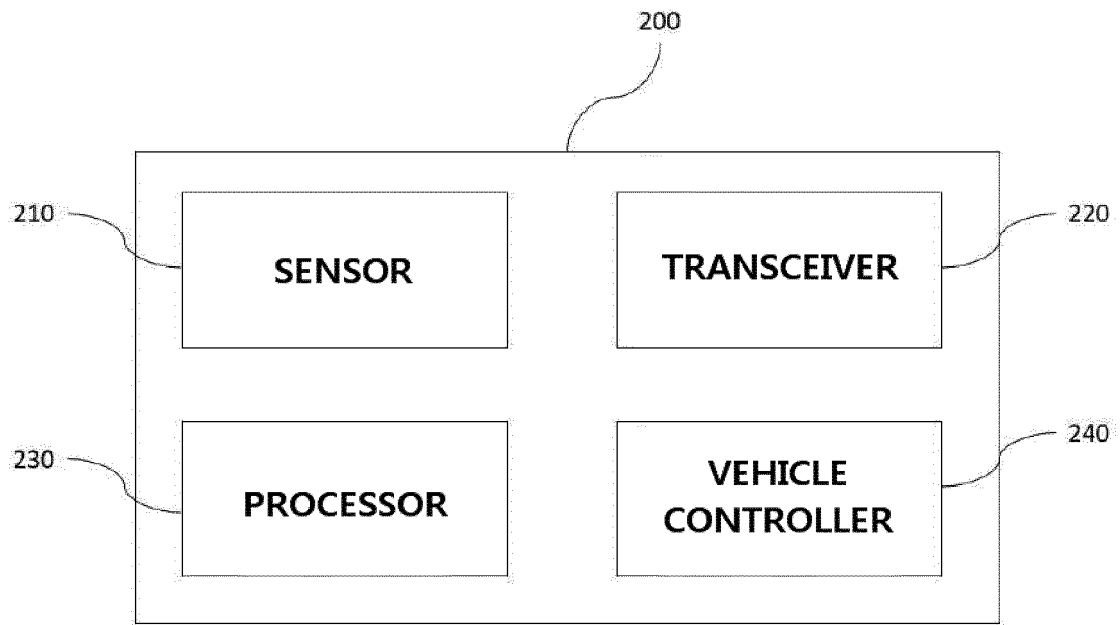 200
210
SENSOR
TRANSCEIVER
220
230
PROCESSOR
VEHICLE
CONTROLLER
240